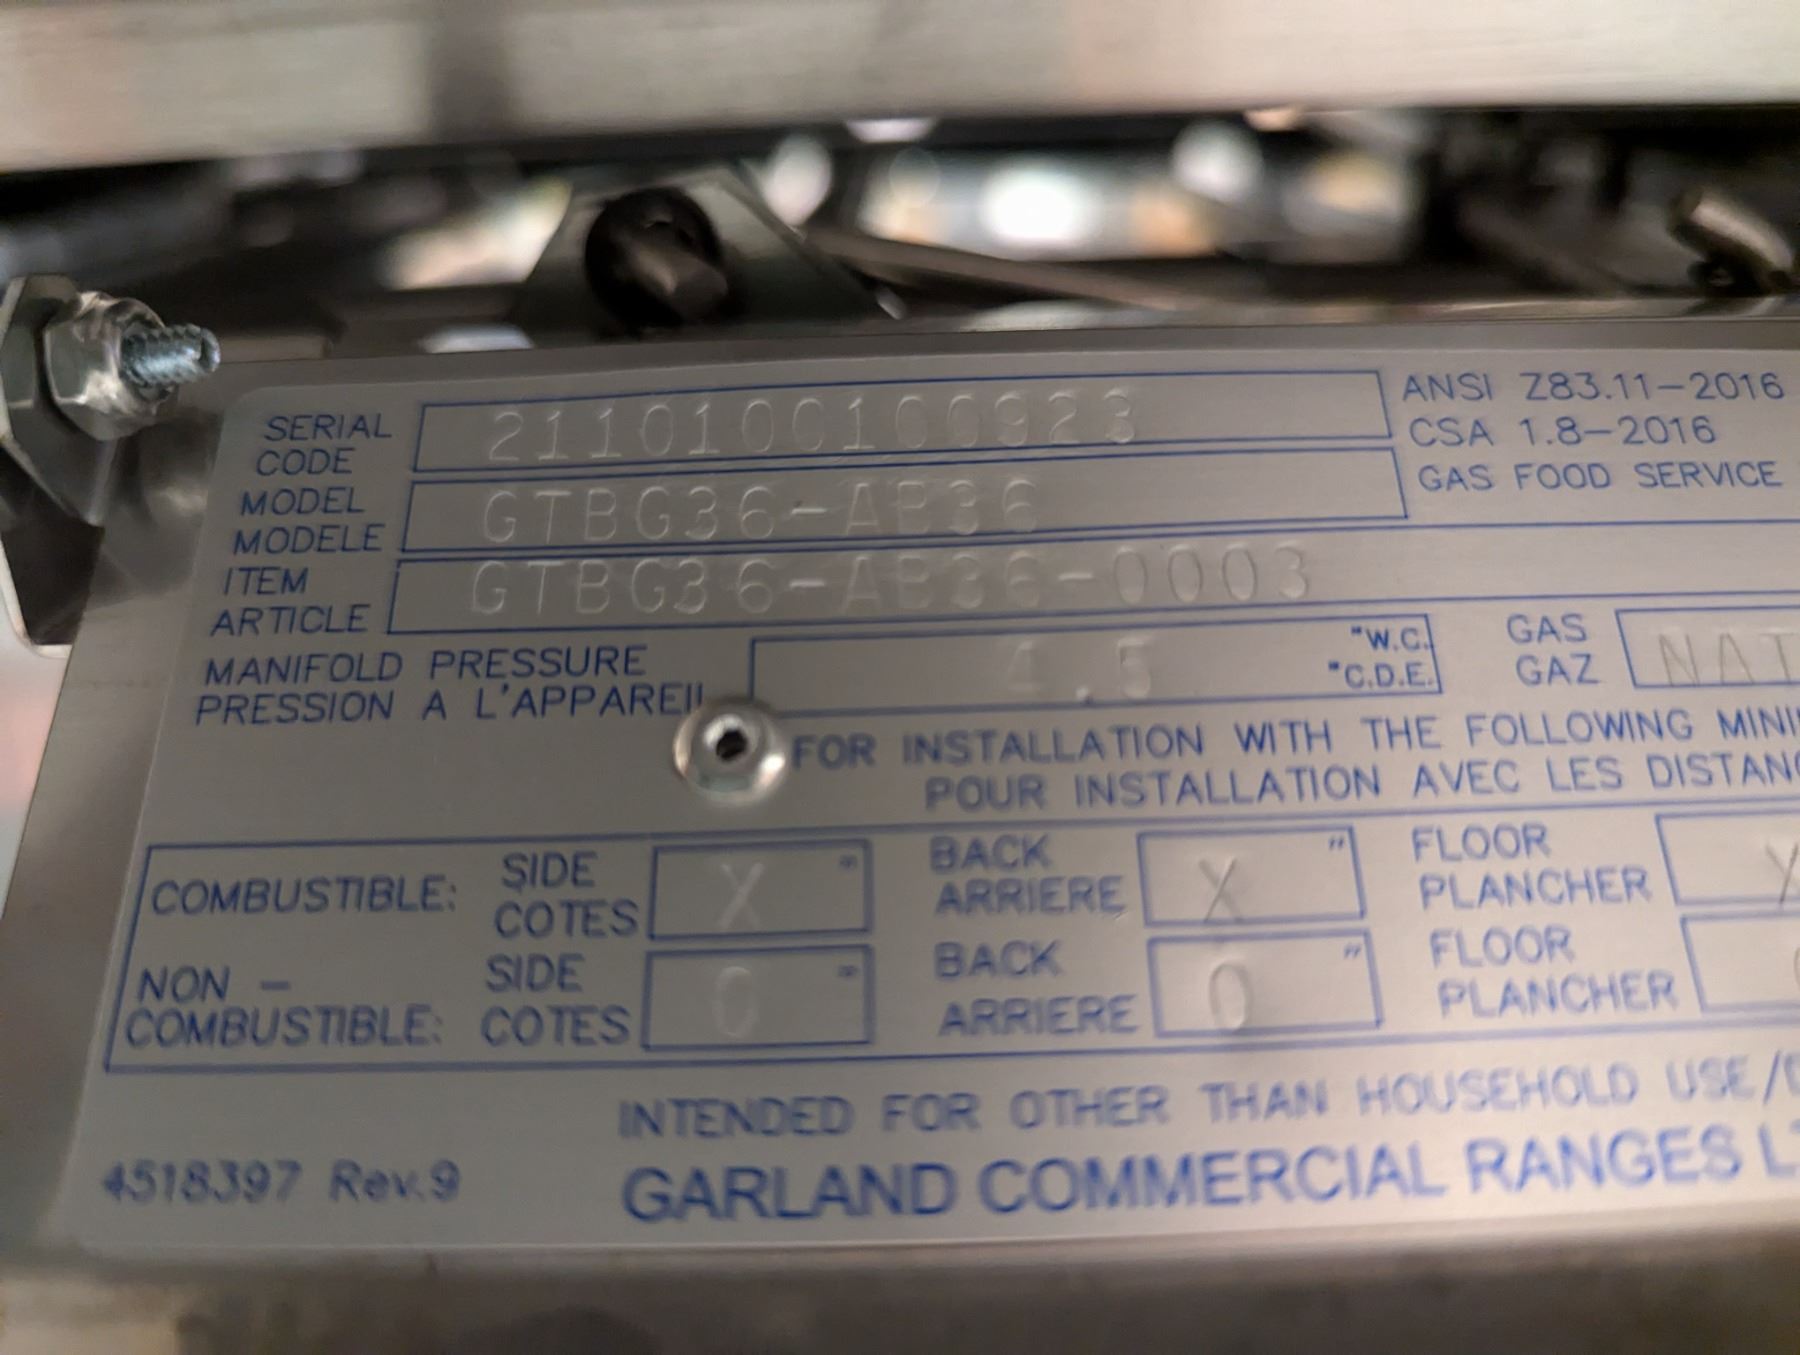 SERIAL
CODE
2110100100923
ANSI Z83.11-2016
CSA 1.8-2016
GAS FOOD SERVICE
MODEL
MODELE
GTBG36-AB36
ITEM
ARTICLE
GTBG36-AB36-0003
MANIFOLD PRESSURE
PRESSION A L'APPAREIL
4.5
"W.C.
"C.D.E.
GAS
GAZ
NAT
FOR INSTALLATION WITH THE FOLLOWING MINI
POUR INSTALLATION AVEC LES DISTANC
COMBUSTIBLE:
SIDE
COTES
X "
BACK
ARRIERE
X "
FLOOR
PLANCHER
X
NON -
COMBUSTIBLE:
SIDE
COTES
0 "
BACK
ARRIERE
0 "
FLOOR
PLANCHER
INTENDED FOR OTHER THAN HOUSEHOLD USE/
4518397 Rev.9
GARLAND COMMERCIAL RANGES L